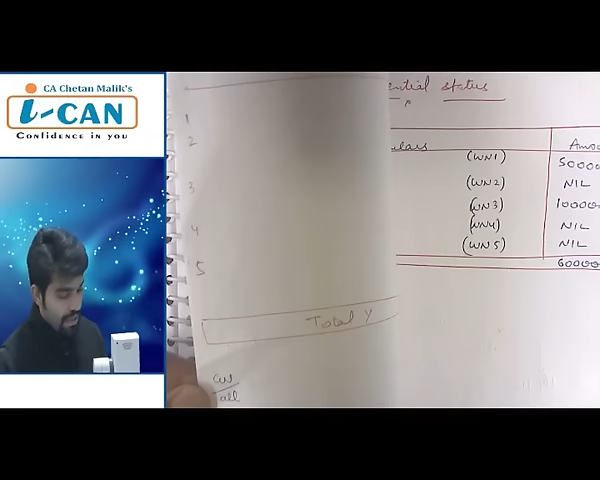 CA Chetan Malik's
i-CAN
CONFIDENCE IN YOU
ential status
ulars Amou
1 (WN1) 50000
2 (WN2) NIL
3 (WN3) 10000
4 (WN4) NIL
5 (WN5) NIL
60000
Total Y